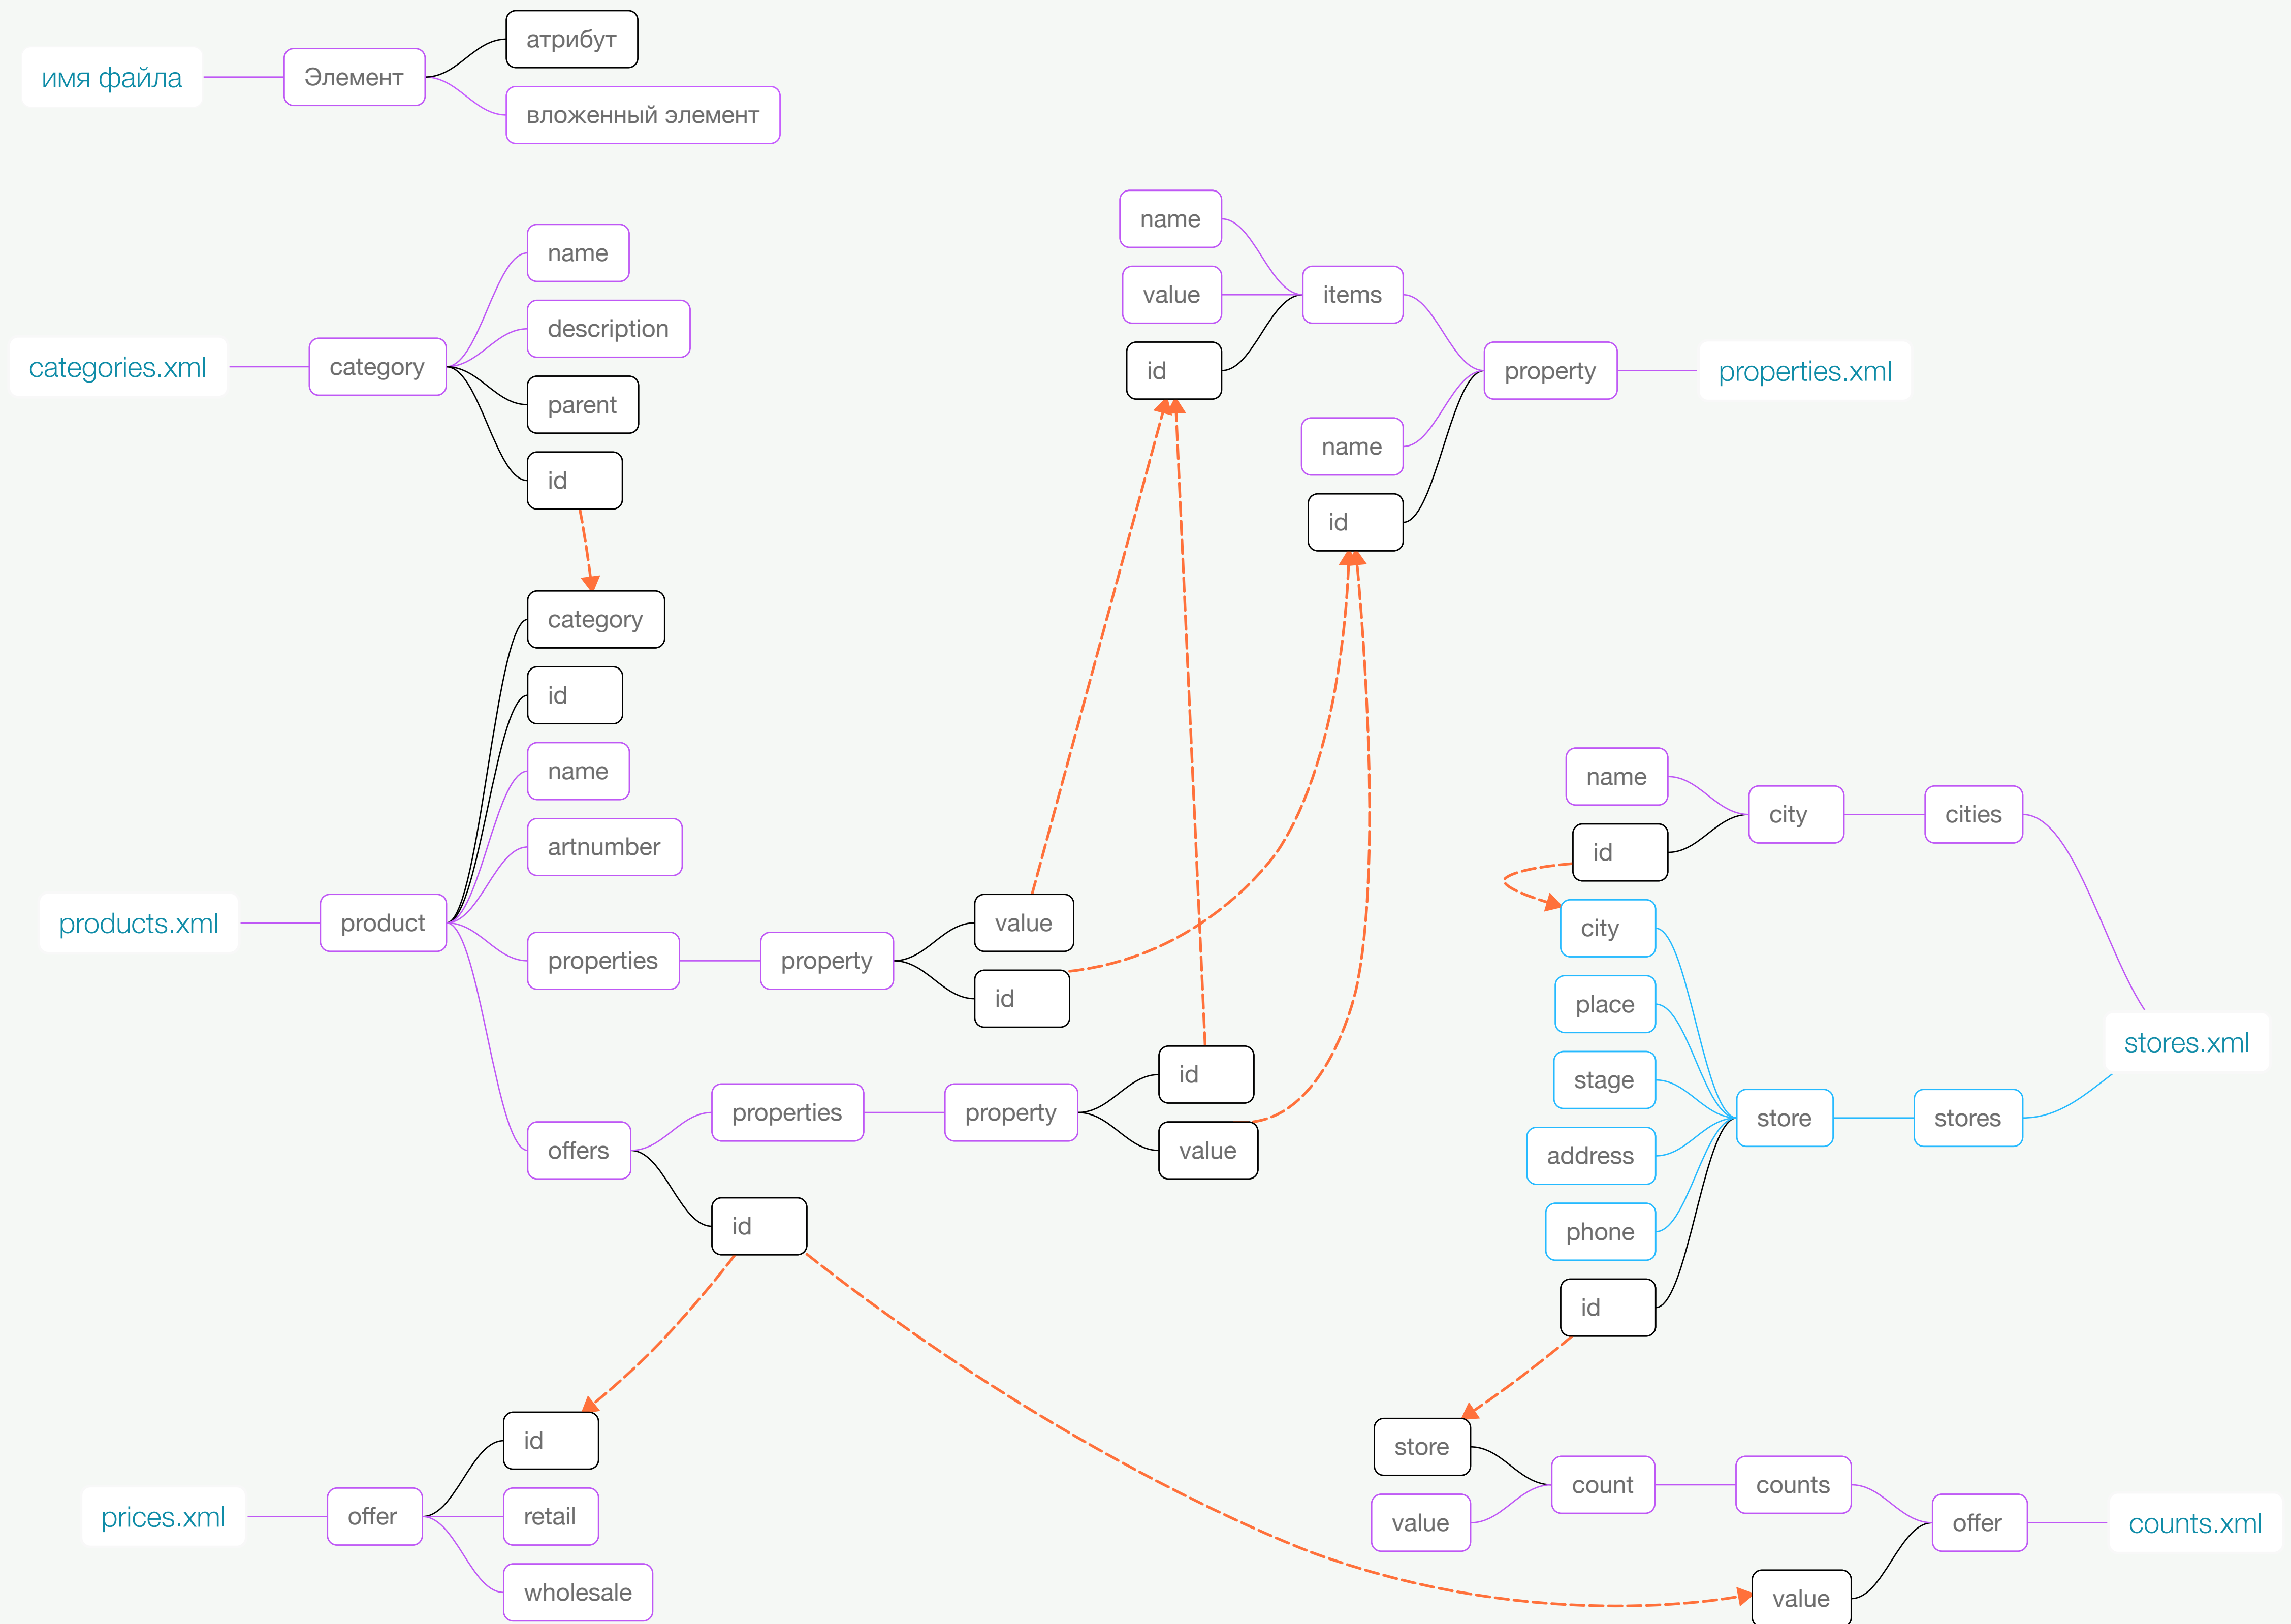 имя файла
Элемент
атрибут
вложенный элемент
categories.xml
category
name
description
parent
id
name
value
id
items
name
id
property
properties.xml
products.xml
product
category
id
name
artnumber
properties
property
value
id
offers
properties
property
id
value
id
name
id
city
cities
city
place
stage
address
phone
id
store
stores
stores.xml
prices.xml
offer
id
retail
wholesale
store
value
count
counts
value
offer
counts.xml